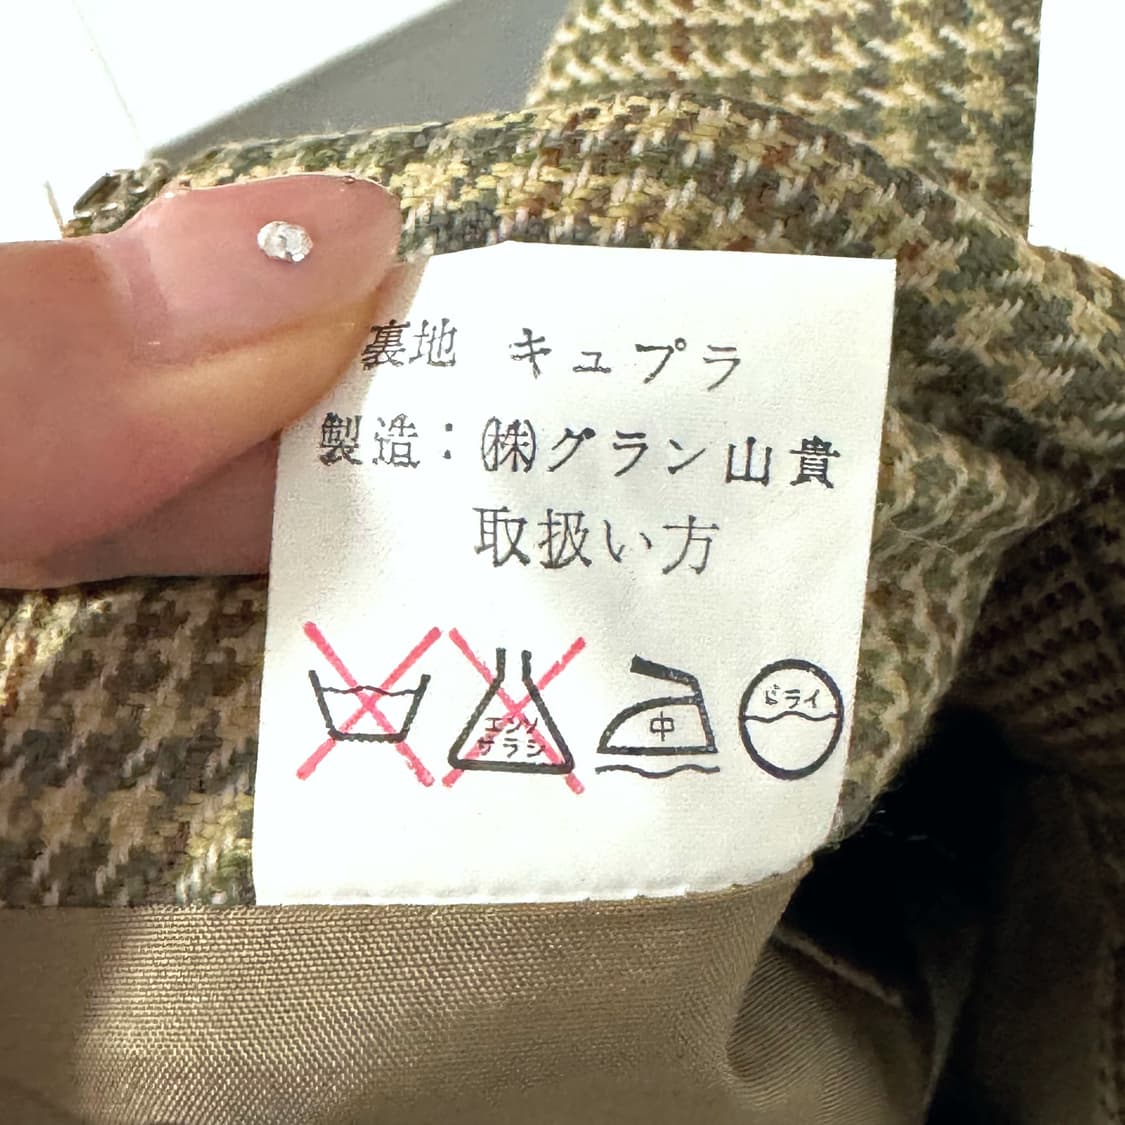 裏地 キュプラ
製造：㈱グラン山貴
取扱い方
エンソ
サラシ
中
ドライ